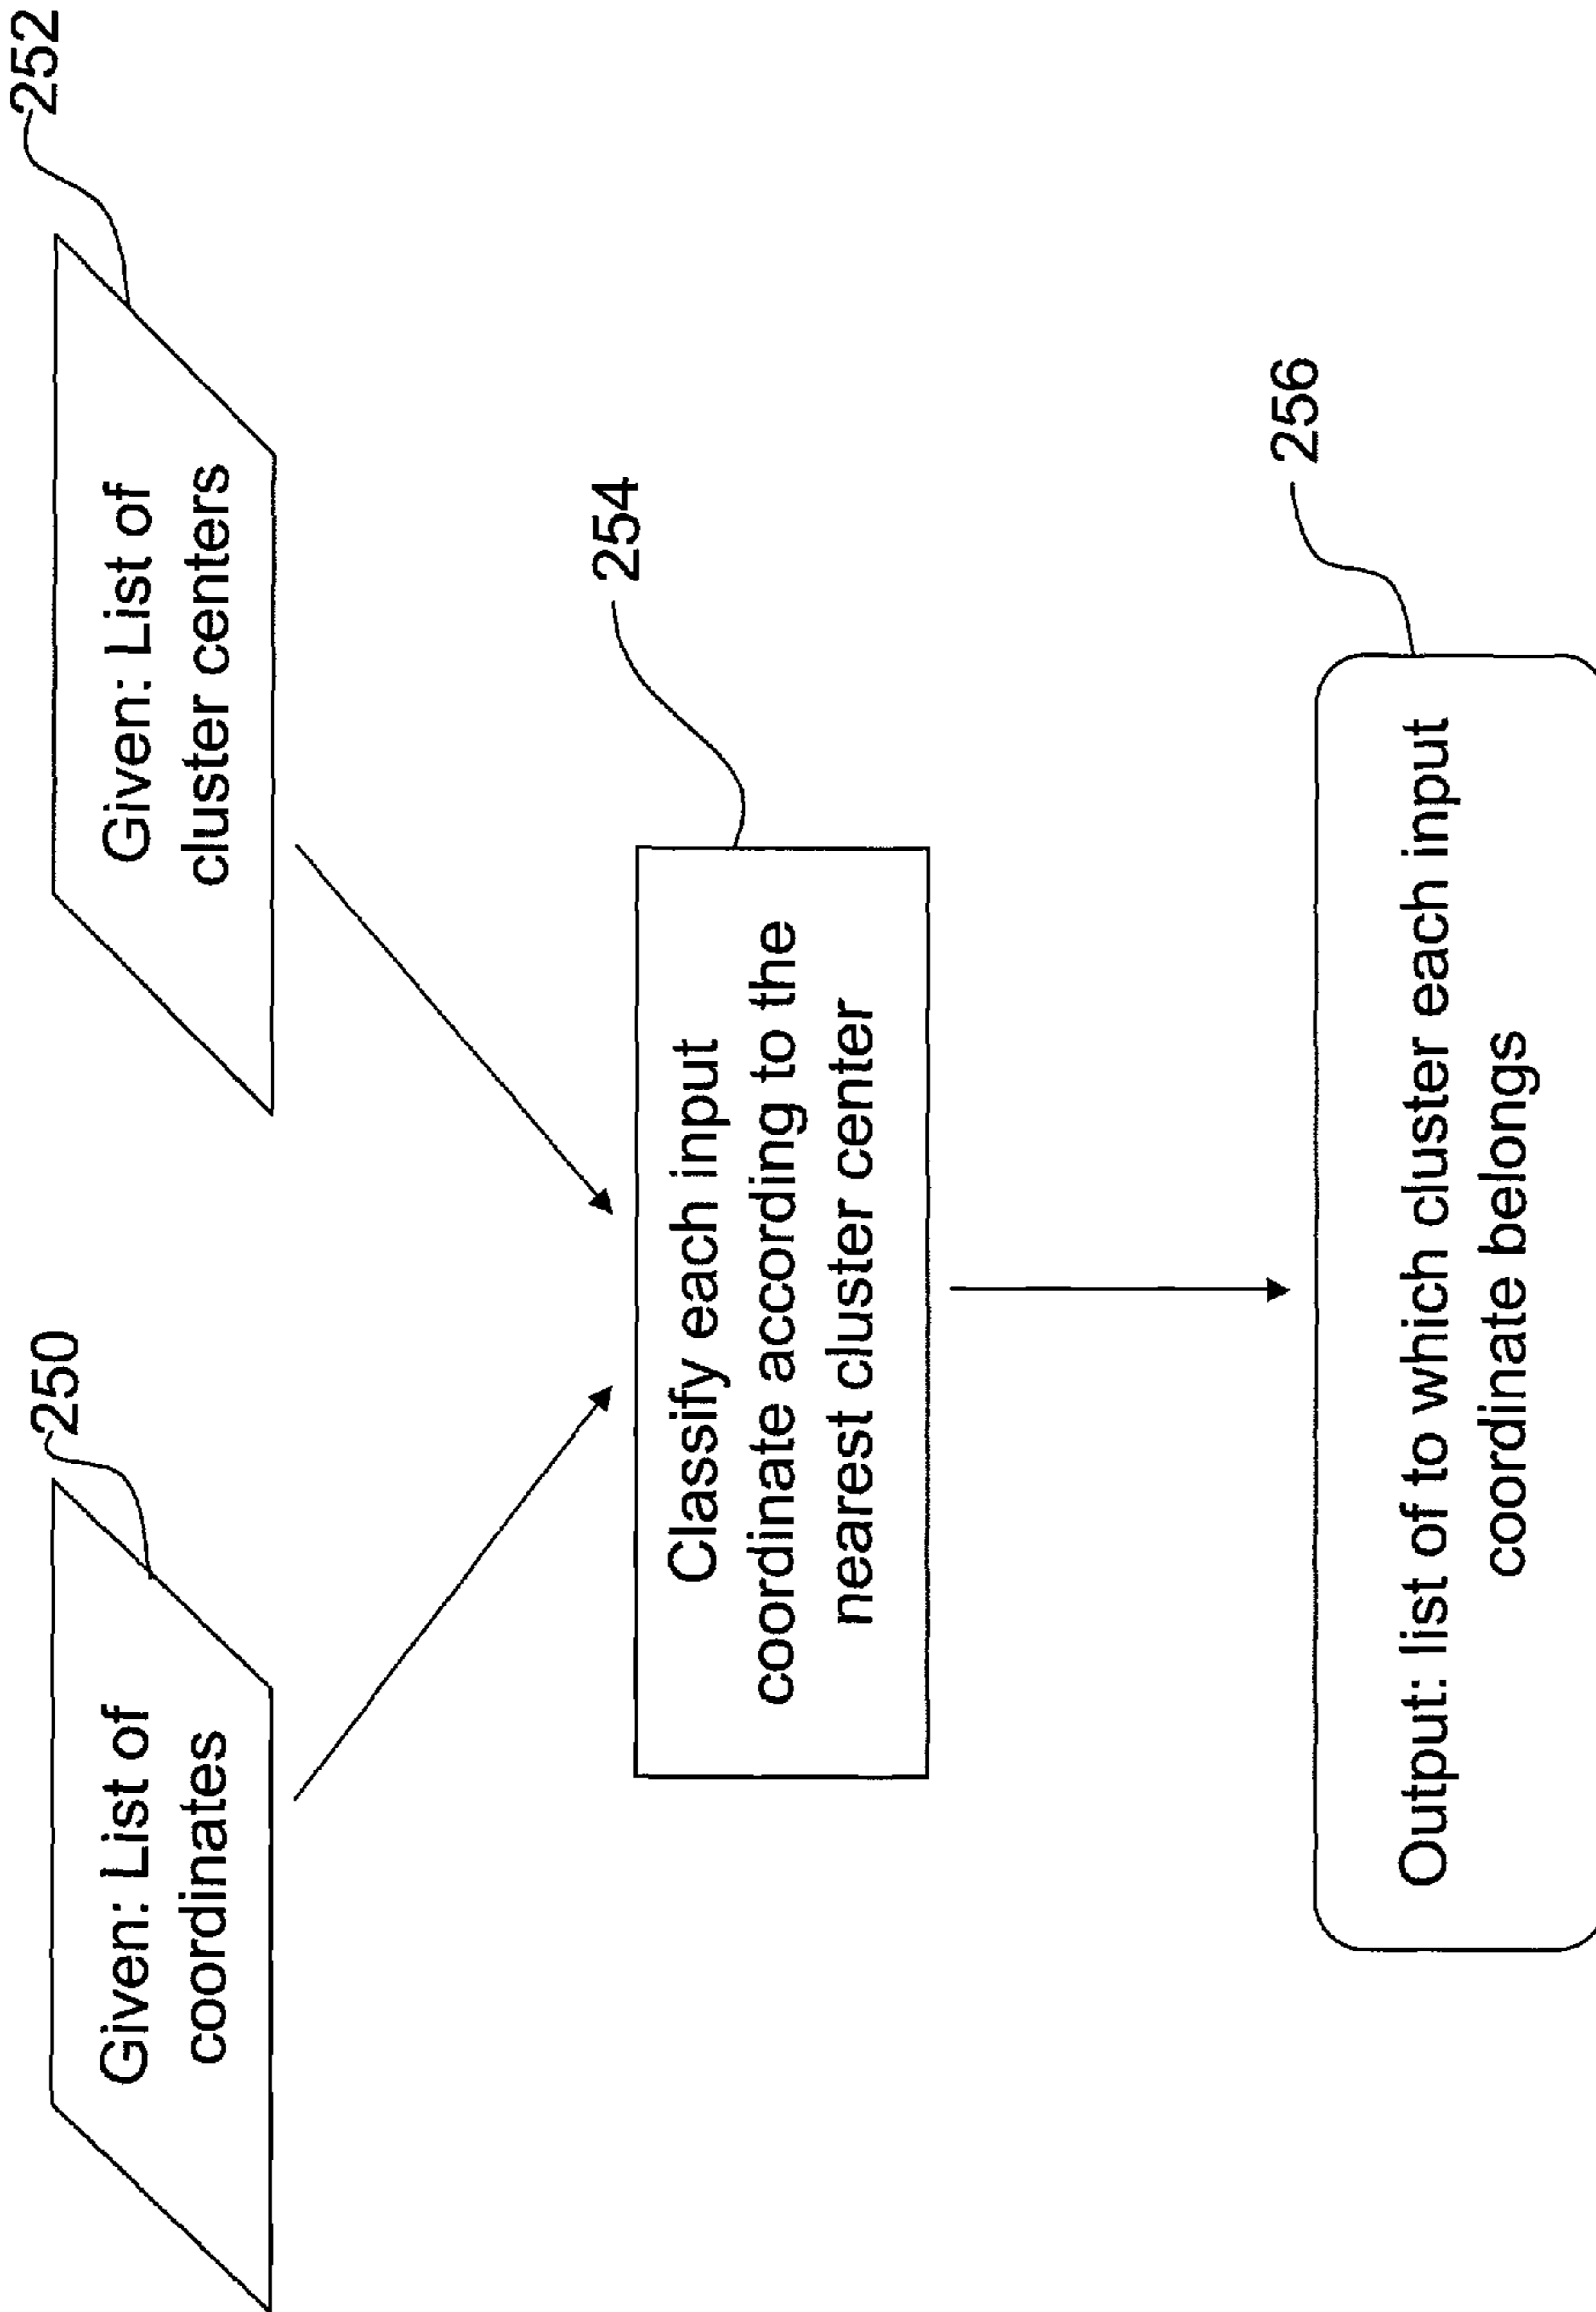 250
Given: List of
coordinates
252
Given: List of
cluster centers
254
Classify each input
coordinate according to the
nearest cluster center
256
Output: list of to which cluster each input
coordinate belongs